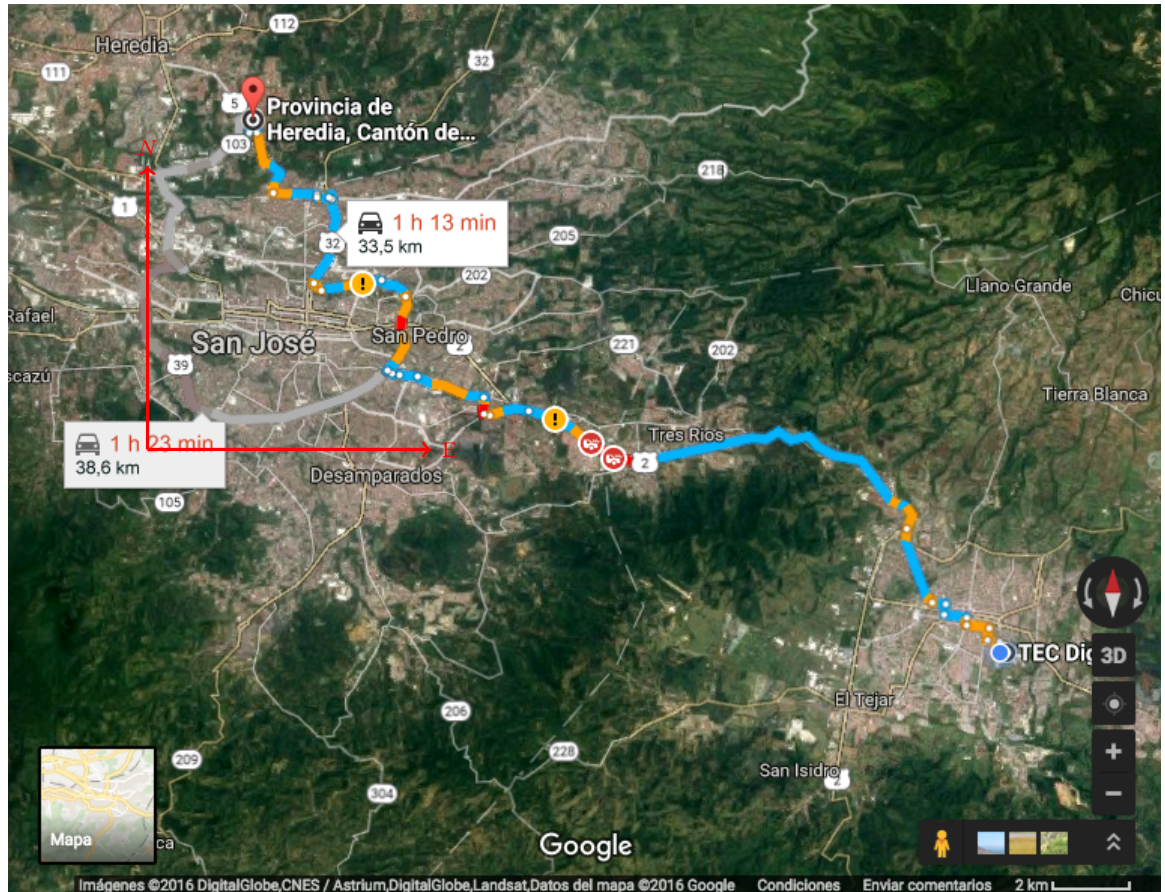 112
Heredia
32
111
5
Provincia de
Heredia, Cantón de...
103
N
218
1
1 h 13 min
33,5 km
32
205
202
Llano Grande
Chicu
Rafael
San José
San Pedro
2
221
202
39
scazú
Tierra Blanca
1 h 23 min
38,6 km
E
Tres Rios
2
Desamparados
105
TEC Dig
3D
El Tejar
206
228
209
San Isidro
2
304
Mapa
ca
Google
Imágenes ©2016 DigitalGlobe,CNES / Astrium,DigitalGlobe,Landsat,Datos del mapa ©2016 Google Condiciones Enviar comentarios 2 km